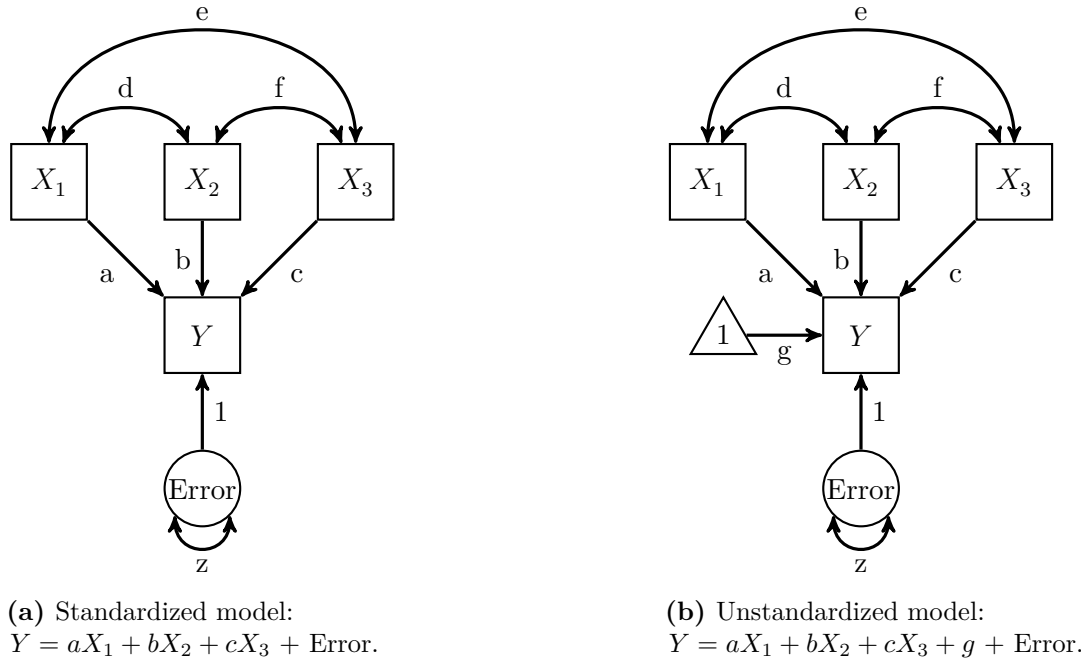 e
d f
X₁ X₂ X₃
a b c
Y
1
Error
z
(a) Standardized model:
Y = aX₁ + bX₂ + cX₃ + Error.
e
d f
X₁ X₂ X₃
a b c
1 g Y
1
Error
z
(b) Unstandardized model:
Y = aX₁ + bX₂ + cX₃ + g + Error.